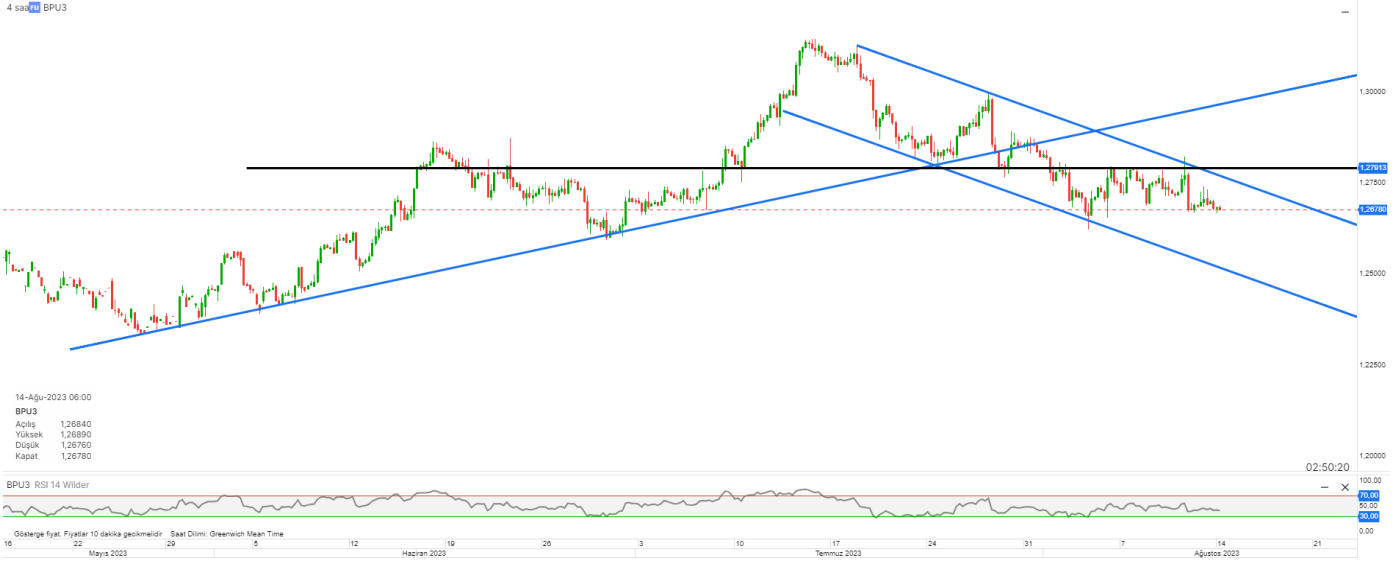 4 saa FU BPU3
1,30000
1,27913
1,27500
1,26780
1,25000
1,22500
1,20000
14-Ağu-2023 06:00
BPU3
Açılış 1,26840
Yüksek 1,26890
Düşük 1,26760
Kapat 1,26780
02:50:20
BPU3 RSI 14 Wilder
100,00
70,00
50,00
30,00
0,00
Gösterge fiyat. Fiyatlar 10 dakika gecikmelidir Saat Dilimi: Greenwich Mean Time
16 22 29 5 12 19 26 3 10 17 24 31 7 14 21
Mayıs 2023 Haziran 2023 Temmuz 2023 Ağustos 2023